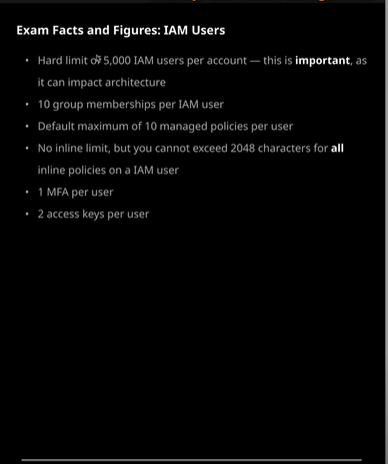 Exam Facts and Figures: IAM Users
• Hard limit of 5,000 IAM users per account — this is important, as
it can impact architecture
• 10 group memberships per IAM user
• Default maximum of 10 managed policies per user
• No inline limit, but you cannot exceed 2048 characters for all
inline policies on a IAM user
• 1 MFA per user
• 2 access keys per user